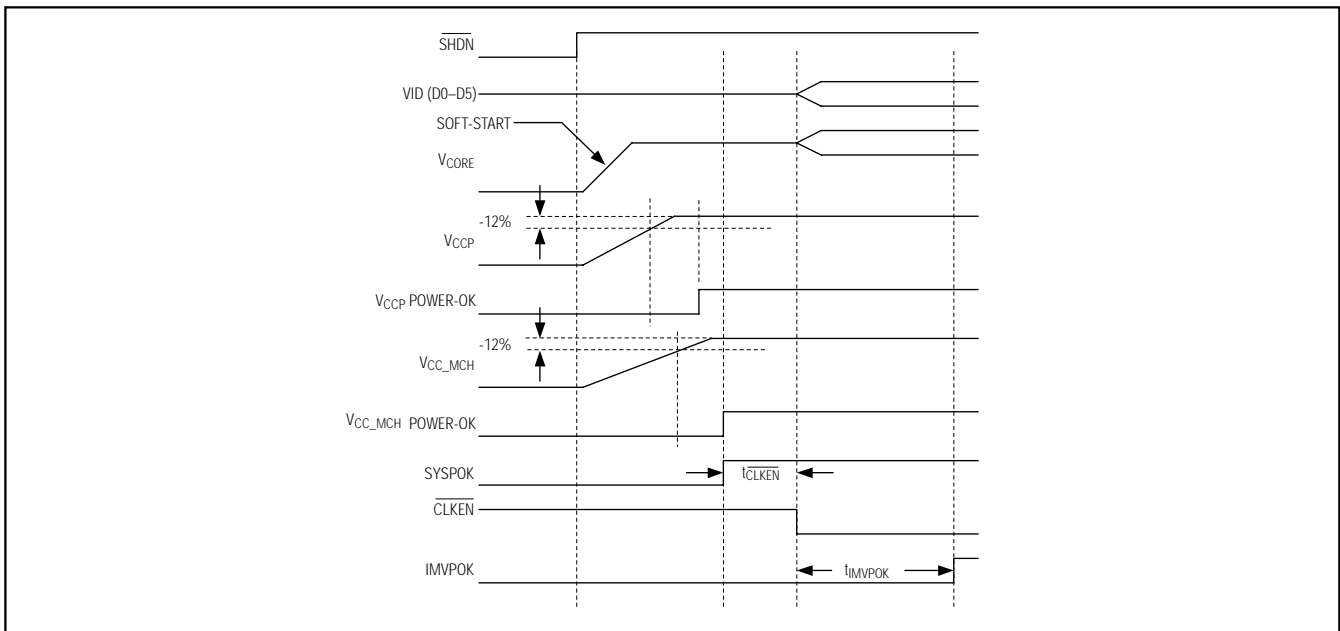 SHDN
VID (D0–D5)
SOFT-START
VCORE
-12%
VCCP
VCCP POWER-OK
-12%
VCC_MCH
VCC_MCH POWER-OK
SYSPOK
tCLKEN
CLKEN
IMVPOK
tIMVPOK